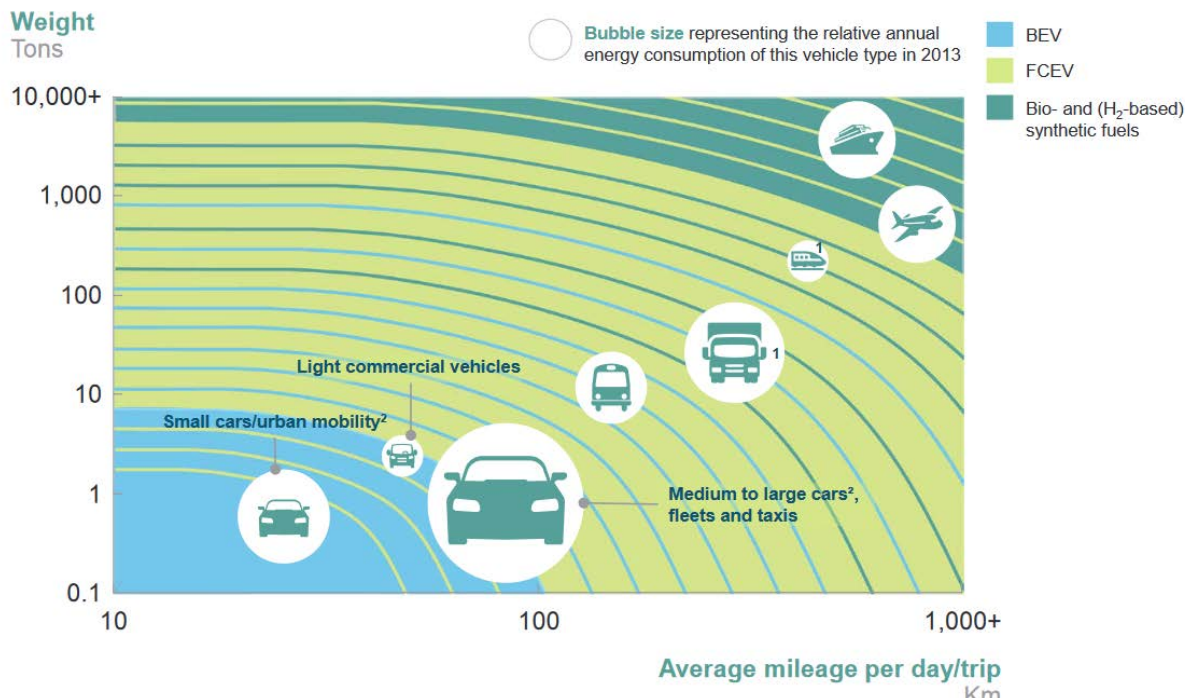 Weight
Tons
Bubble size representing the relative annual
energy consumption of this vehicle type in 2013
BEV
FCEV
Bio- and (H₂-based)
synthetic fuels
10,000+
1,000
100
10
1
0.1
1
1
Light commercial vehicles
Small cars/urban mobility²
Medium to large cars²,
fleets and taxis
10
100
1,000+
Average mileage per day/trip
Km